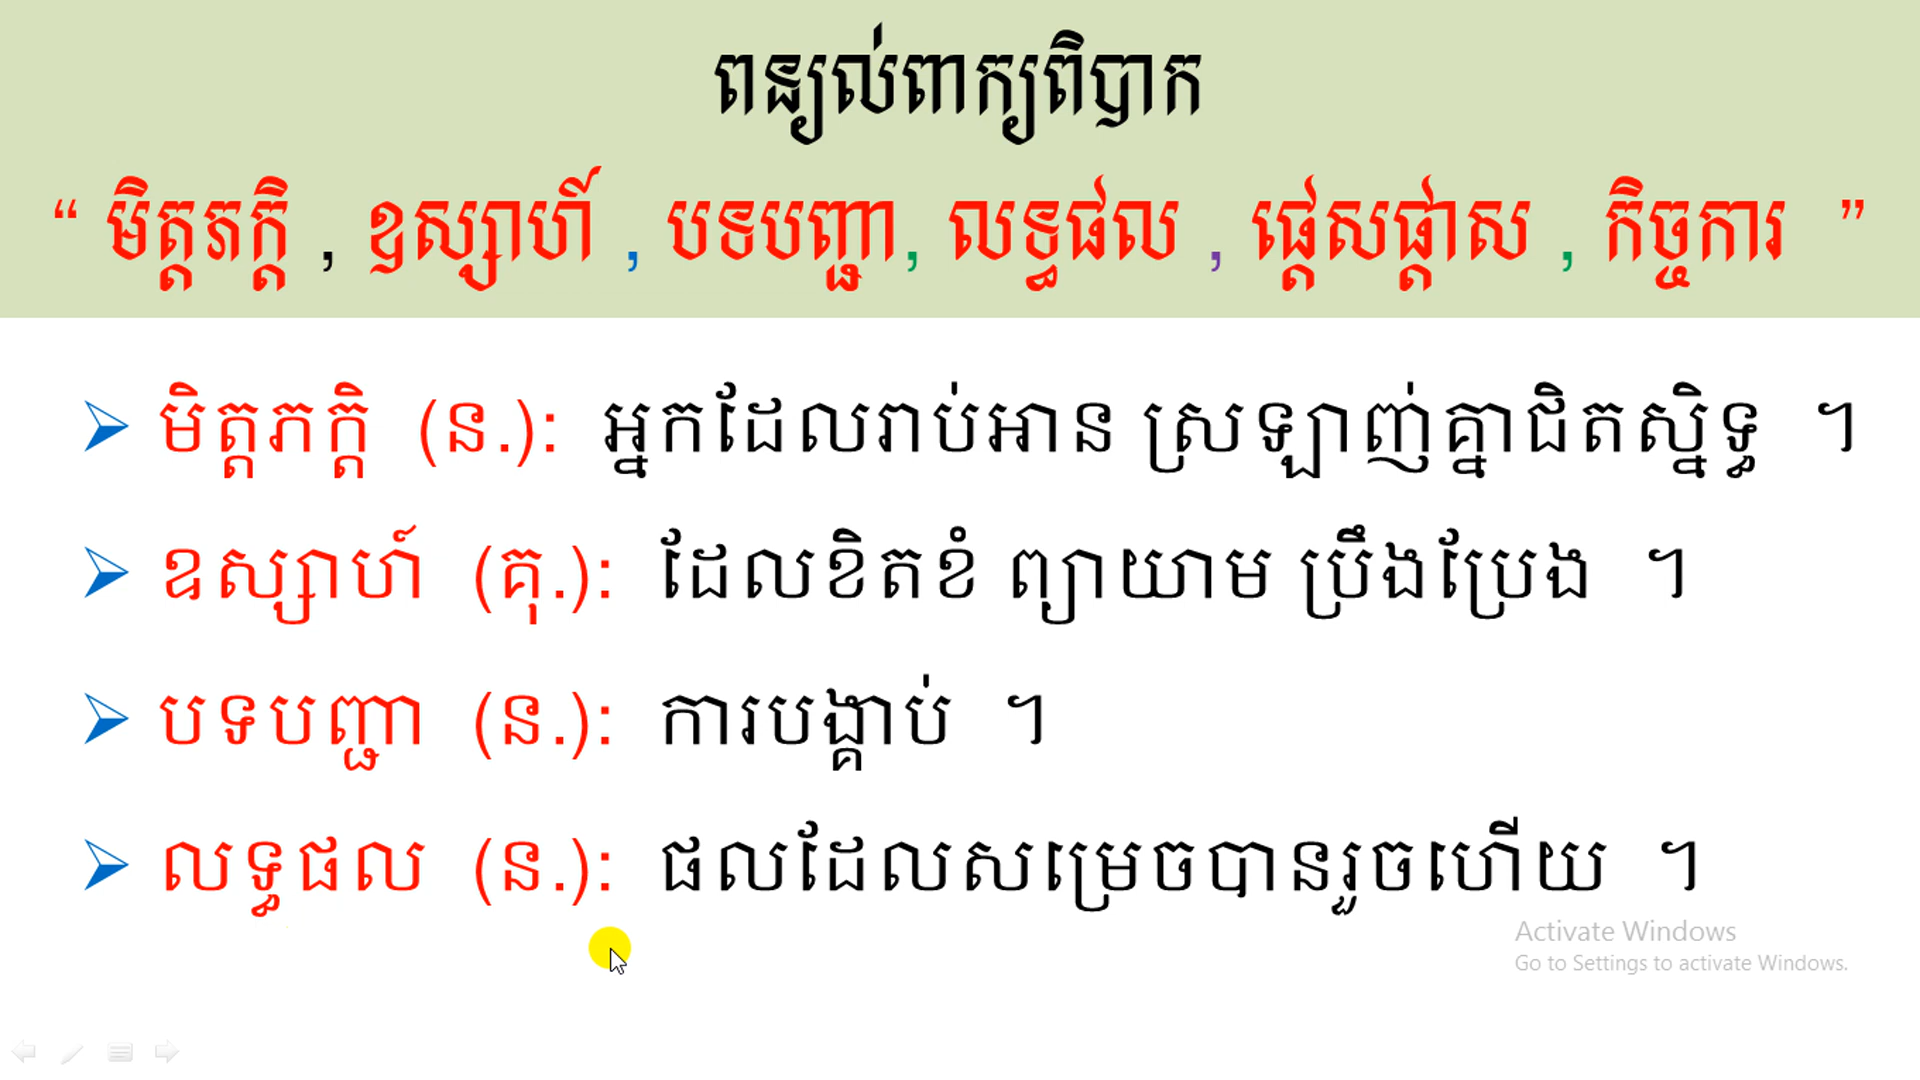 ពន្យល់ពាក្យពិបាក
“ មិត្តភក្តិ , ឧស្សាហ៍ , បទបញ្ជា, លទ្ធផល , ផ្តេសផ្តាស , កិច្ចការ ”
មិត្តភក្តិ (ន.): អ្នកដែលរាប់អាន ស្រឡាញ់គ្នាជិតស្និទ្ធ ។
ឧស្សាហ៍ (គុ.): ដែលខិតខំ ព្យាយាម ប្រឹងប្រែង ។
បទបញ្ជា (ន.): ការបង្គាប់ ។
លទ្ធផល (ន.): ផលដែលសម្រេចបានរួចហើយ ។
Activate Windows
Go to Settings to activate Windows.